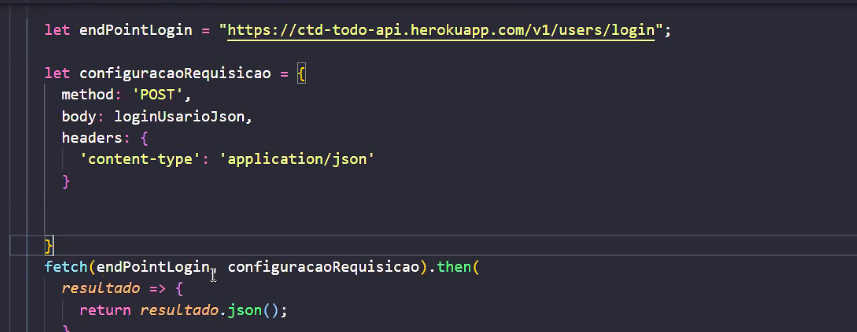 let endPointLogin = "https://ctd-todo-api.herokuapp.com/v1/users/login";
let configuracaoRequisicao = {
method: 'POST',
body: loginUsarioJson,
headers: {
'content-type': 'application/json'
}
}
fetch(endPointLogin, configuracaoRequisicao).then(
resultado => {
return resultado.json();
}